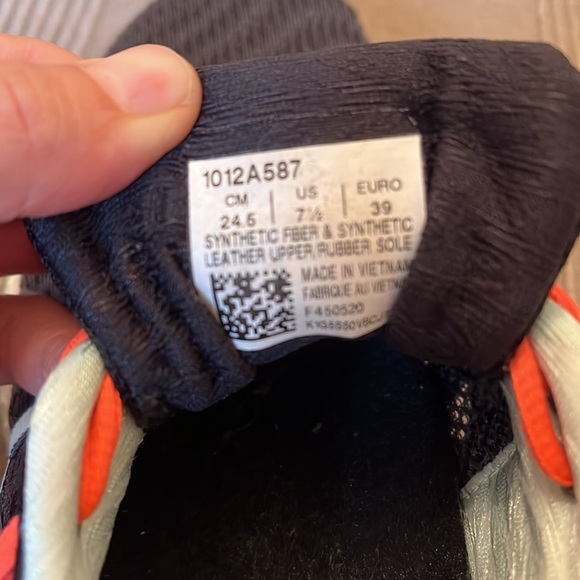 1012A587
CM US EURO
24.5 7½ 39
SYNTHETIC FIBER & SYNTHETIC
LEATHER UPPER/RUBBER SOLE
MADE IN VIETNAM
FABRIQUE AU
F450520